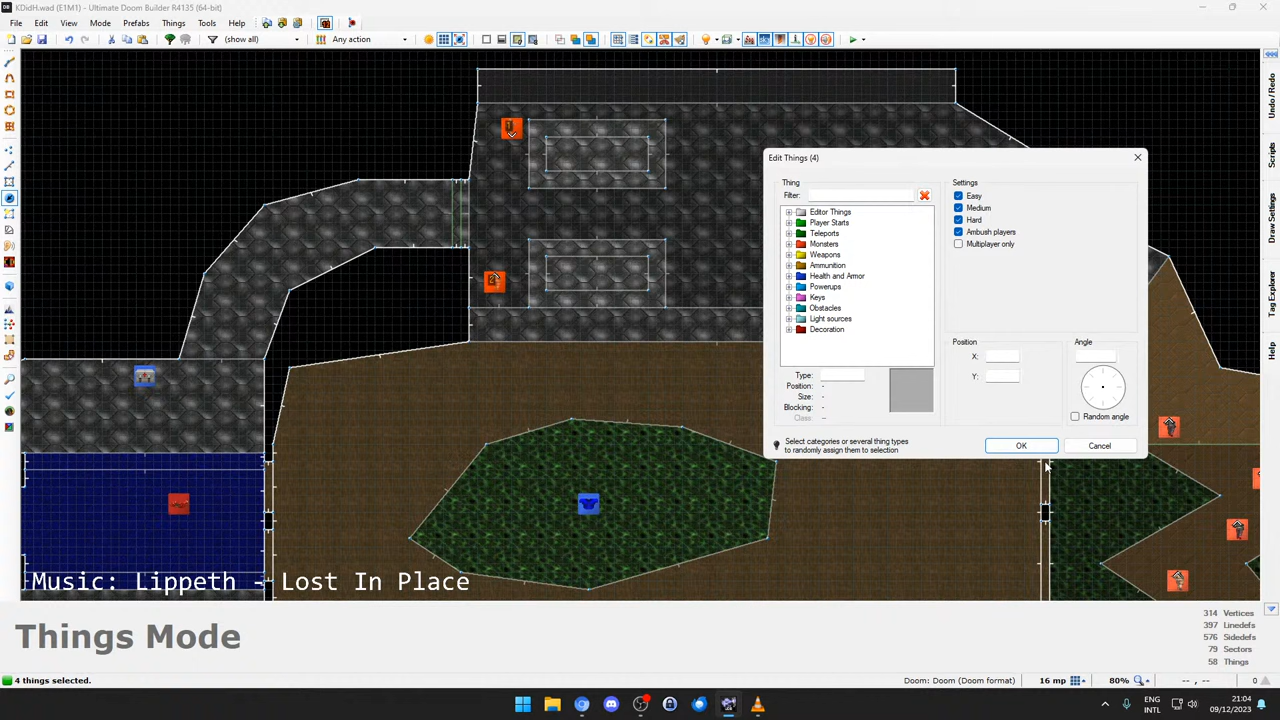 KDidH.wad (E1M1) - Ultimate Doom Builder R4135 (64-bit)
File Edit View Mode Prefabs Things Tools Help
(show all) Any action
Undo/Redo
Scripts
Draw Settings
Tag Explorer
Help
Edit Things (4)
Thing
Filter:
Editor Things
Player Starts
Teleports
Monsters
Weapons
Ammunition
Health and Armor
Powerups
Keys
Obstacles
Light sources
Decoration
Type:
Position: -
Size: -
Blocking: -
Class: --
Settings
Easy
Medium
Hard
Ambush players
Multiplayer only
Position
X:
Y:
Angle
Random angle
Select categories or several thing types
to randomly assign them to selection
OK Cancel
Music: Lippeth - Lost In Place
Things Mode
314 Vertices
397 Linedefs
576 Sidedefs
79 Sectors
58 Things
4 things selected.
Doom: Doom (Doom format) 16 mp 80% -- , -- 0
ENG
INTL
21:04
09/12/2023